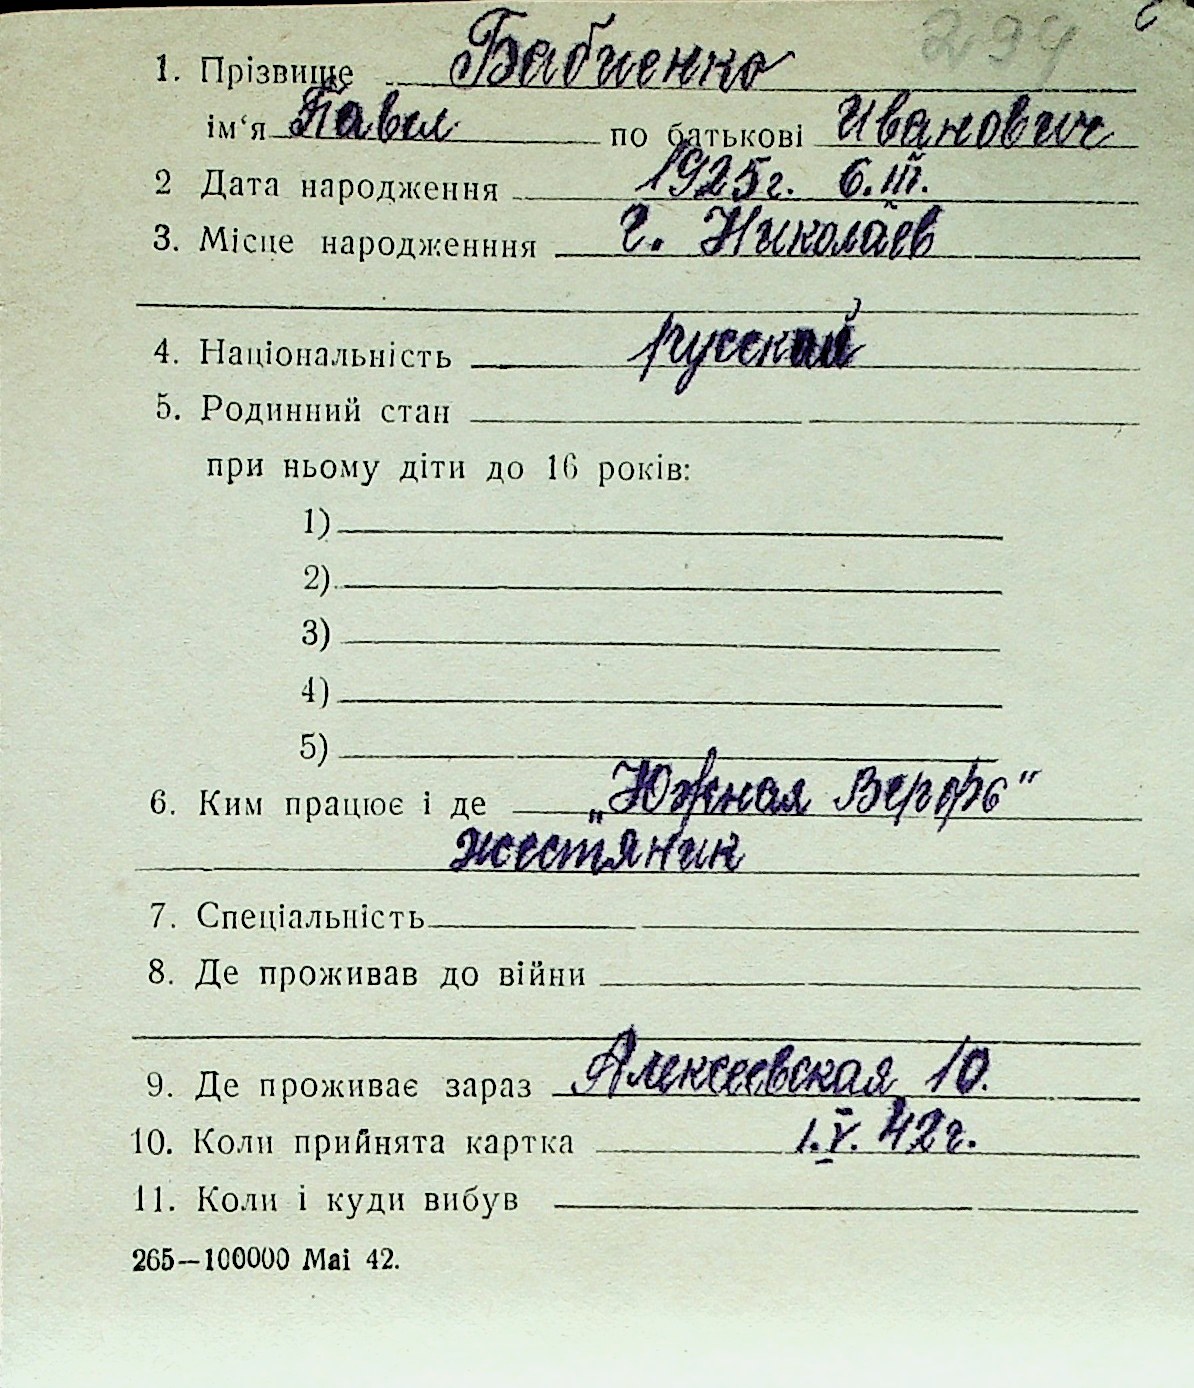 294
1. Прізвище Бабиенко
ім‘я Павел по батькові Иванович
2 Дата народження 1925г. 6.III.
3. Місце народженння г. Николаев
4. Національність русский
5. Родинний стан
при ньому діти до 16 років:
1)
2)
3)
4)
5)
6. Ким працює і де „Южная Верфь“
жестяник
7. Спеціальність
8. Де проживав до війни
9. Де проживає зараз Алексеевская 10.
10. Коли прийнята картка 1.V. 42г.
11. Коли і куди вибув
265—100000 Mai 42.